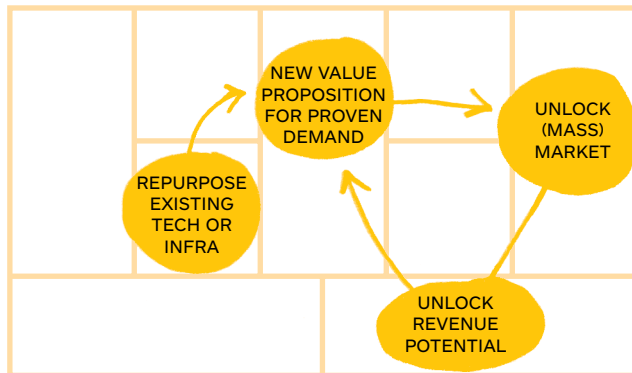 NEW VALUE
PROPOSITION
FOR PROVEN
DEMAND
UNLOCK
(MASS)
MARKET
REPURPOSE
EXISTING
TECH OR
INFRA
UNLOCK
REVENUE
POTENTIAL